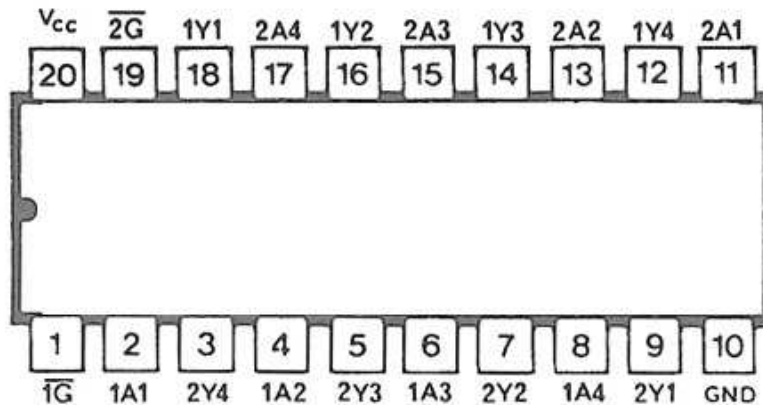 Vcc 2G 1Y1 2A4 1Y2 2A3 1Y3 2A2 1Y4 2A1
20 19 18 17 16 15 14 13 12 11
1 2 3 4 5 6 7 8 9 10
1G 1A1 2Y4 1A2 2Y3 1A3 2Y2 1A4 2Y1 GND